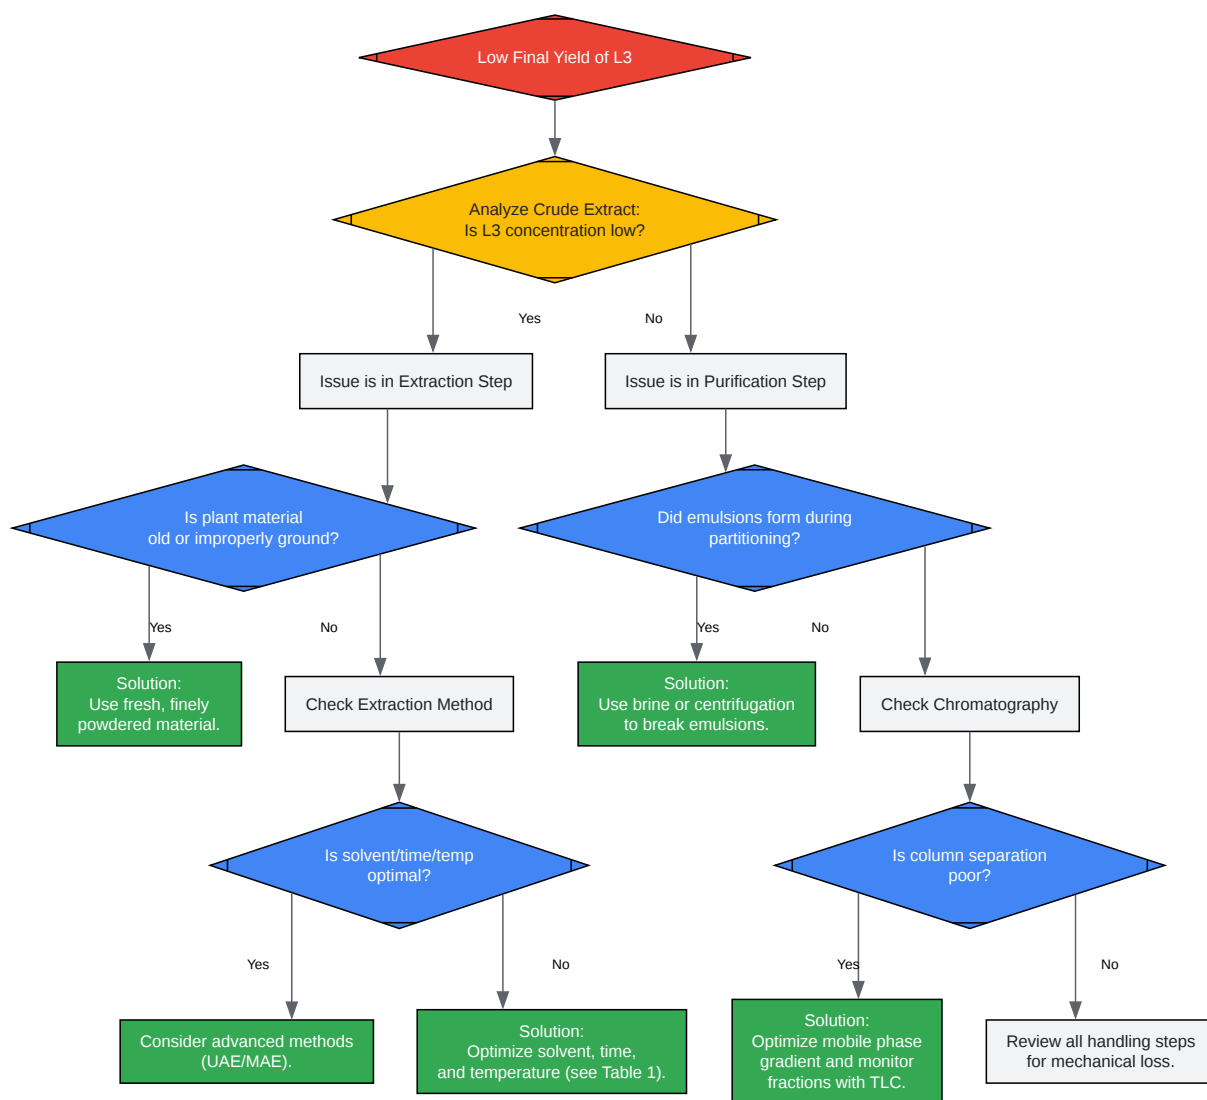 Low Final Yield of L3
Analyze Crude Extract:
Is L3 concentration low?
Yes
No
Issue is in Extraction Step
Issue is in Purification Step
Is plant material
old or improperly ground?
Did emulsions form during
partitioning?
Yes
No
Yes
No
Solution:
Use fresh, finely
powdered material.
Check Extraction Method
Solution:
Use brine or centrifugation
to break emulsions.
Check Chromatography
Is solvent/time/temp
optimal?
Is column separation
poor?
Yes
No
Yes
No
Consider advanced methods
(UAE/MAE).
Solution:
Optimize solvent, time,
and temperature (see Table 1).
Solution:
Optimize mobile phase
gradient and monitor
fractions with TLC.
Review all handling steps
for mechanical loss.